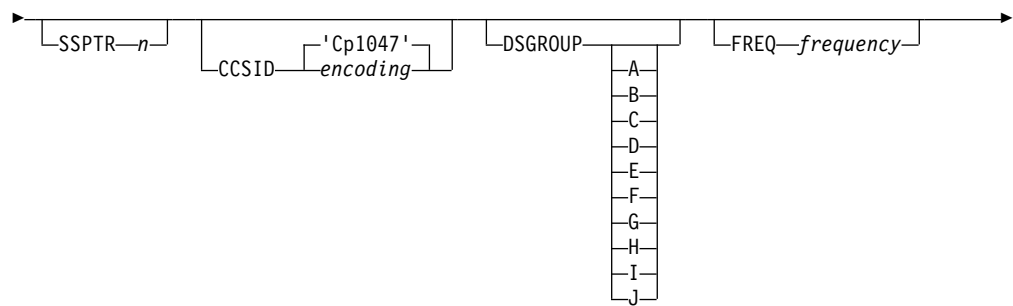 SSPTR n
CCSID 'Cp1047' encoding
DSGROUP
A
B
C
D
E
F
G
H
I
J
FREQ frequency